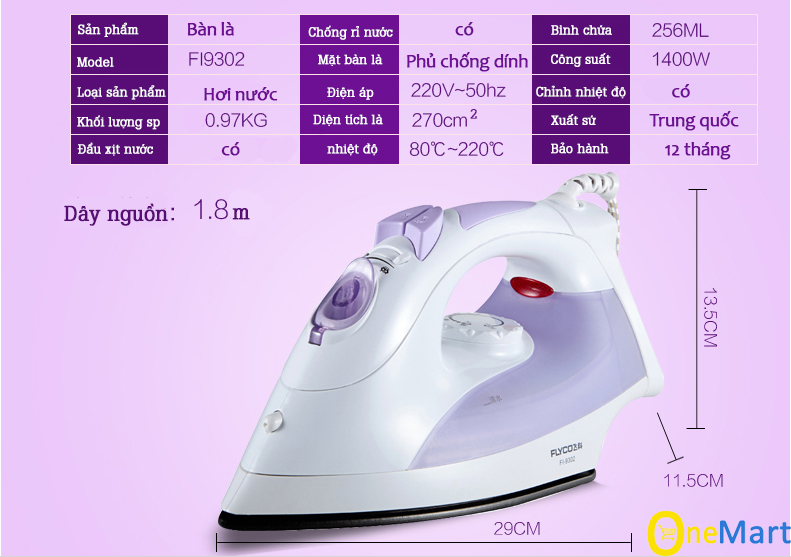 Sản phẩm Bàn là Chống rỉ nước có Bình chứa 256ML
Model FI9302 Mặt bàn là Phủ chống dính Công suất 1400W
Loại sản phẩm Hơi nước Điện áp 220V~50hz Chỉnh nhiệt độ có
Khối lượng sp 0.97KG Diện tích là 270cm² Xuất sứ Trung quốc
Đầu xịt nước có nhiệt độ 80℃~220℃ Bảo hành 12 tháng
Dây nguồn: 1.8m
13.5CM
FLYCO飞科
FI-9302
11.5CM
29CM
OneMart